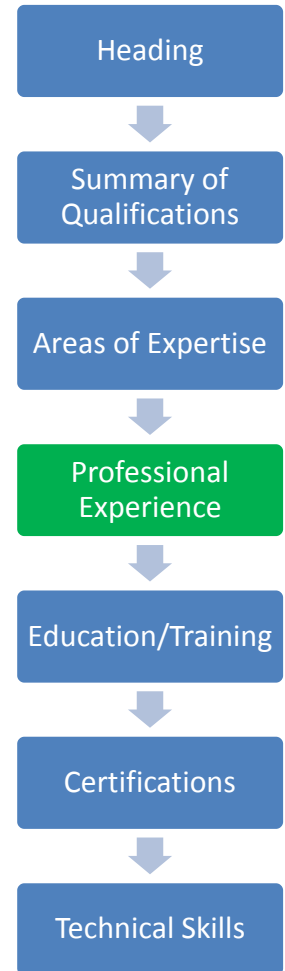 Heading
Summary of
Qualifications
Areas of Expertise
Professional
Experience
Education/Training
Certifications
Technical Skills